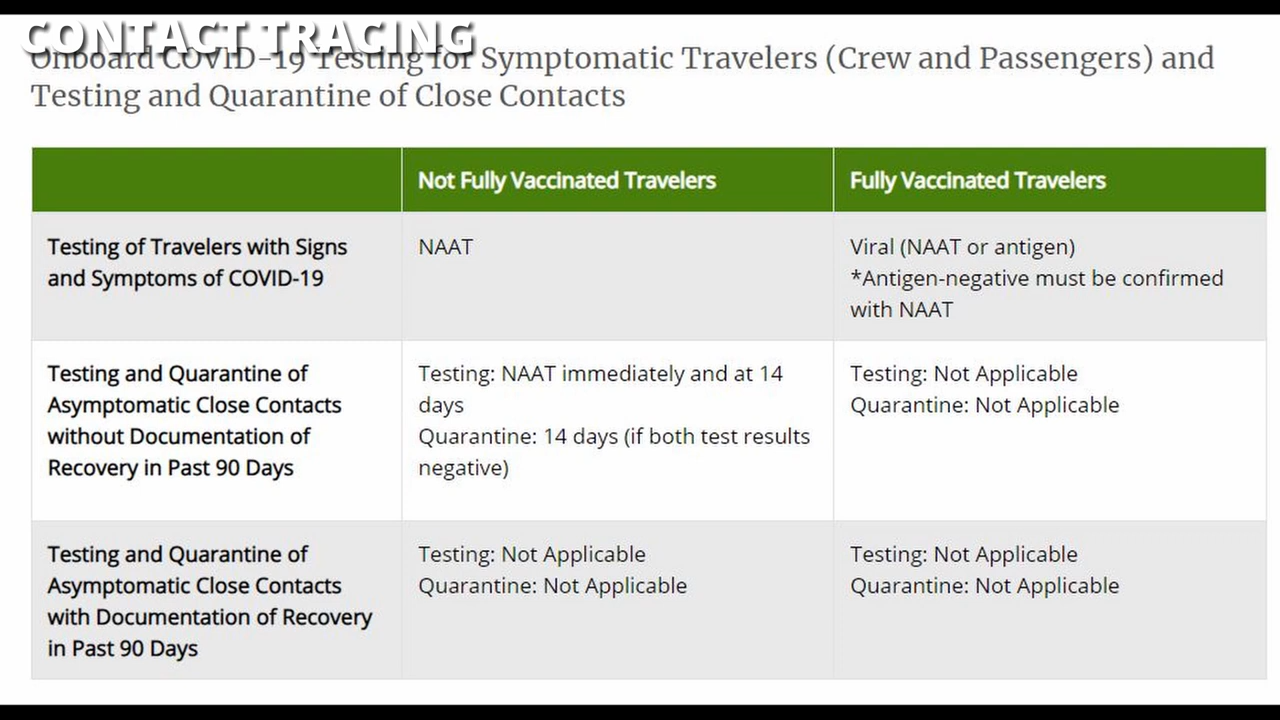 CONTACT TRACING
Onboard COVID-19 Testing for Symptomatic Travelers (Crew and Passengers) and
Testing and Quarantine of Close Contacts
Not Fully Vaccinated Travelers
Fully Vaccinated Travelers
Testing of Travelers with Signs
and Symptoms of COVID-19
NAAT
Viral (NAAT or antigen)
*Antigen-negative must be confirmed
with NAAT
Testing and Quarantine of
Asymptomatic Close Contacts
without Documentation of
Recovery in Past 90 Days
Testing: NAAT immediately and at 14
days
Quarantine: 14 days (if both test results
negative)
Testing: Not Applicable
Quarantine: Not Applicable
Testing and Quarantine of
Asymptomatic Close Contacts
with Documentation of Recovery
in Past 90 Days
Testing: Not Applicable
Quarantine: Not Applicable
Testing: Not Applicable
Quarantine: Not Applicable